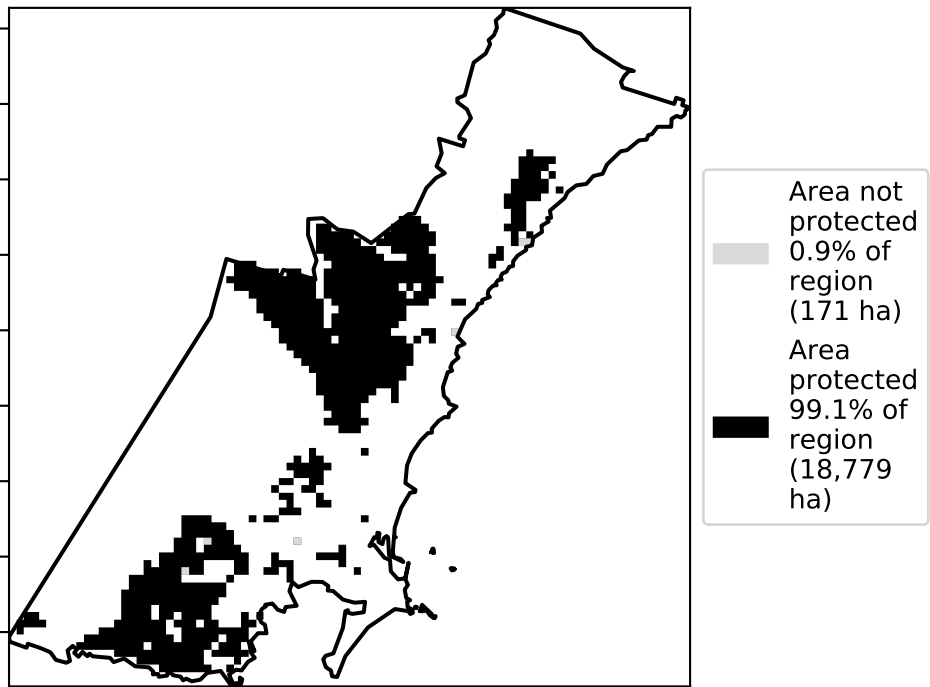 Area not
protected
0.9% of
region
(171 ha)
Area
protected
99.1% of
region
(18,779
ha)